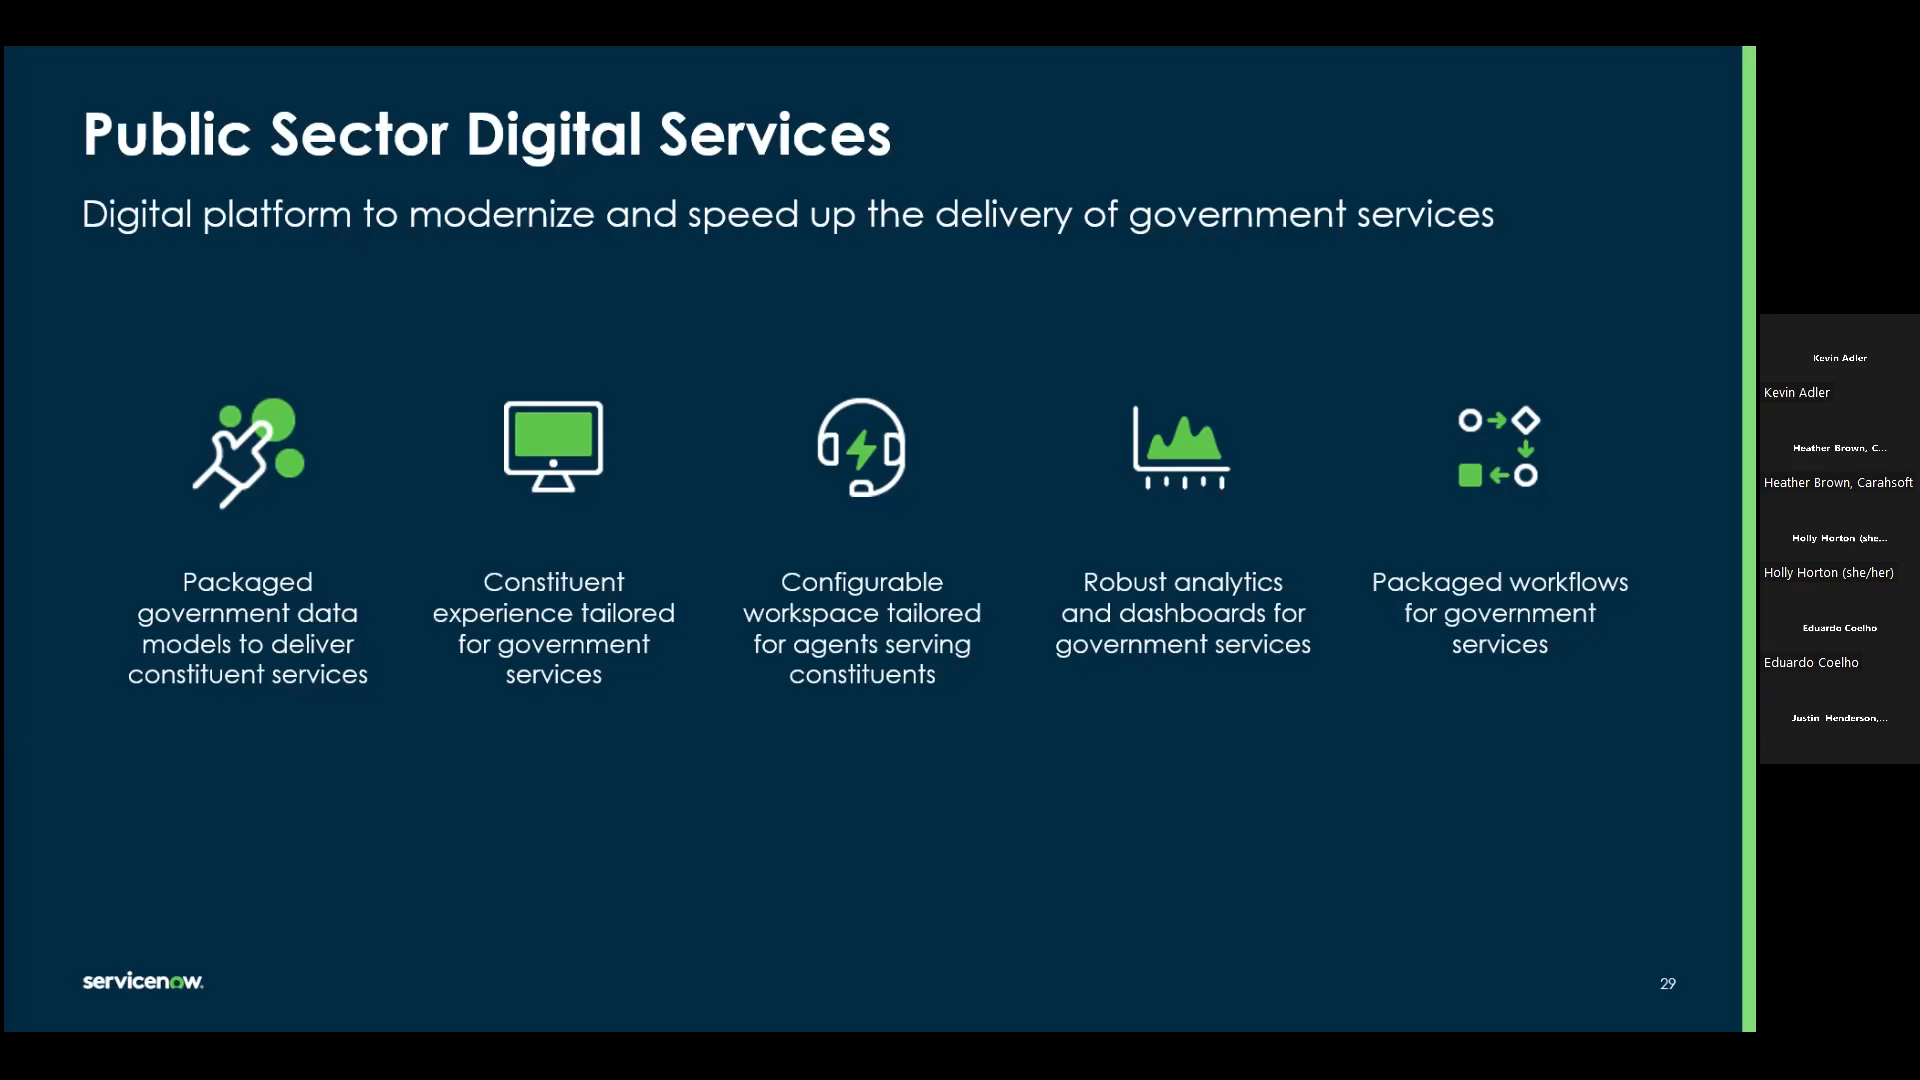 Public Sector Digital Services
Digital platform to modernize and speed up the delivery of government services
Packaged
government data
models to deliver
constituent services
Constituent
experience tailored
for government
services
Configurable
workspace tailored
for agents serving
constituents
Robust analytics
and dashboards for
government services
Packaged workflows
for government
services
servicenow.
29
Kevin Adler
Kevin Adler
Heather Brown, C...
Heather Brown, Carahsoft
Holly Horton (she...
Holly Horton (she/her)
Eduardo Coelho
Eduardo Coelho
Justin Henderson,...